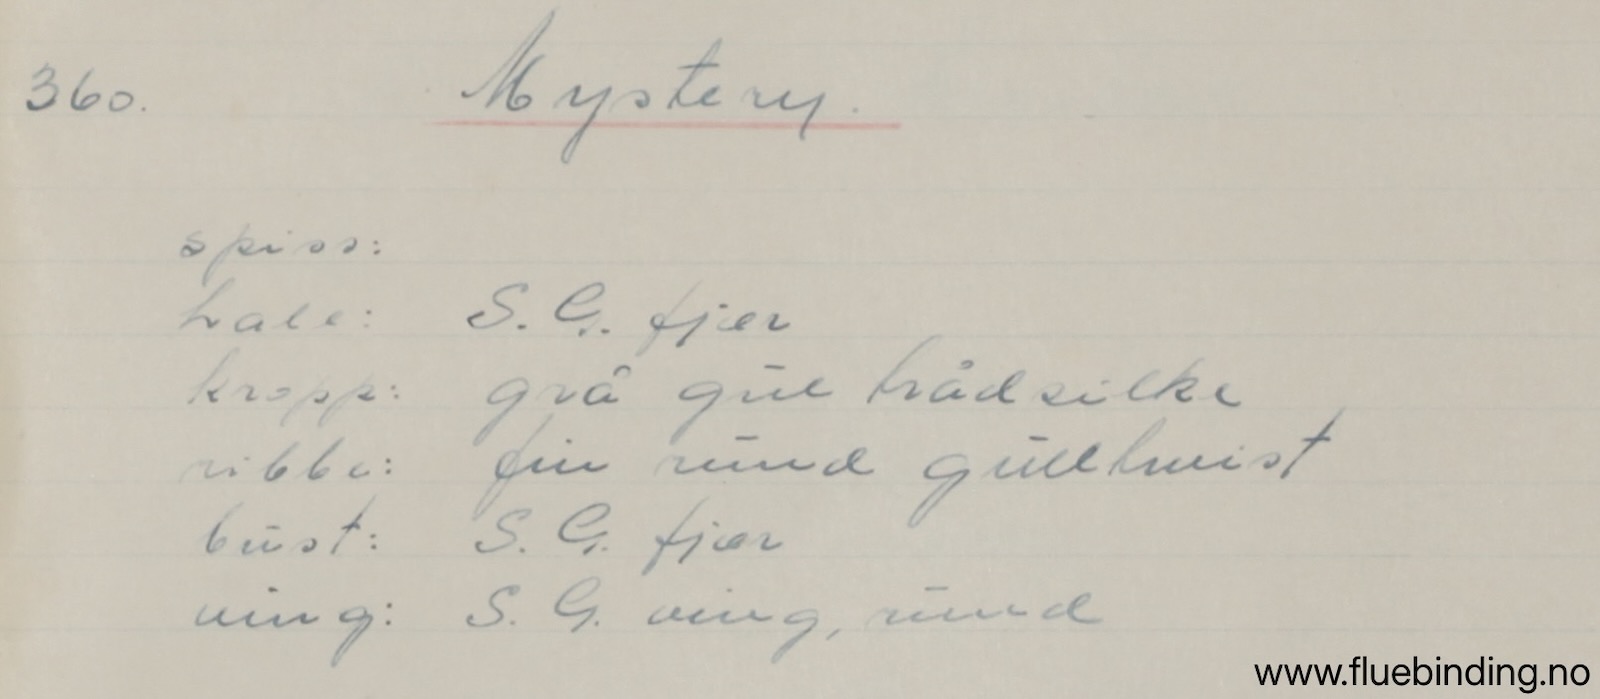 360. Mystery.
spiss:
hale: S. G. fjær
kropp: grå gul trådsilke
ribbe: fin rund gulltwist
bust: S. G. fjær
ving: S. G. ving, rund
www.fluebinding.no